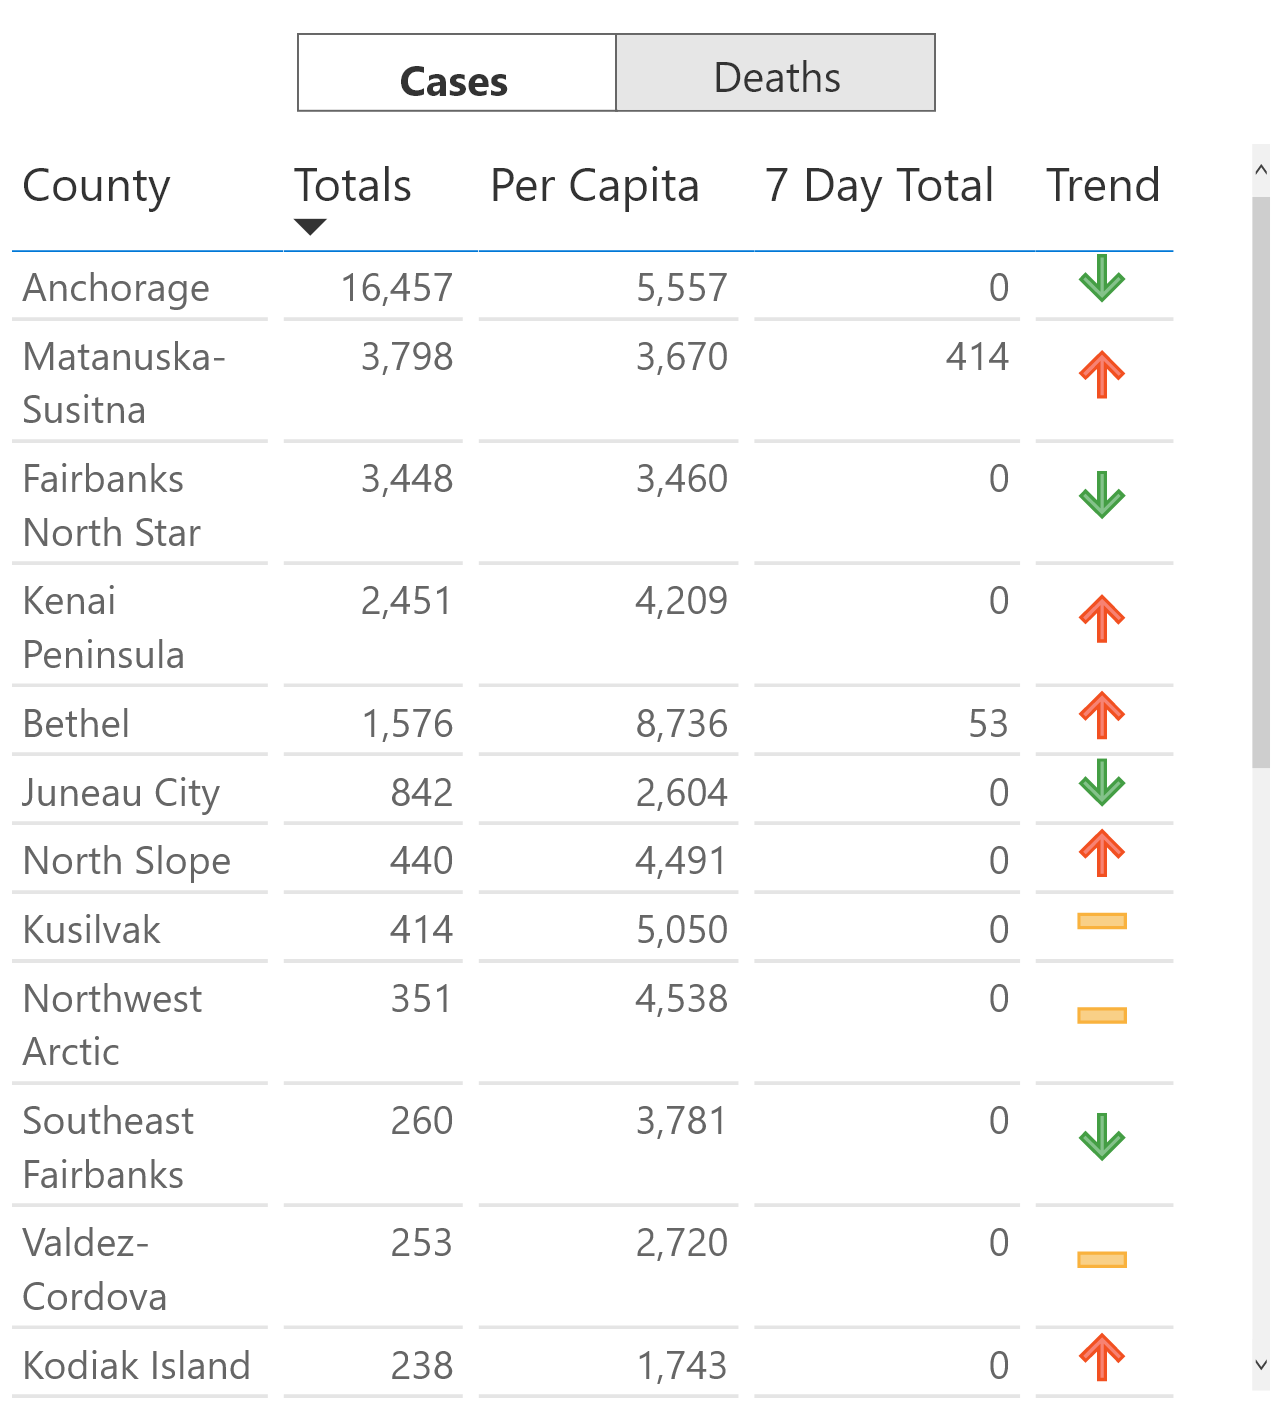 Cases Deaths
County Totals Per Capita 7 Day Total Trend
Anchorage 16,457 5,557 0
Matanuska- 3,798 3,670 414
Susitna
Fairbanks 3,448 3,460 0
North Star
Kenai 2,451 4,209 0
Peninsula
Bethel 1,576 8,736 53
Juneau City 842 2,604 0
North Slope 440 4,491 0
Kusilvak 414 5,050 0
Northwest 351 4,538 0
Arctic
Southeast 260 3,781 0
Fairbanks
Valdez- 253 2,720 0
Cordova
Kodiak Island 238 1,743 0